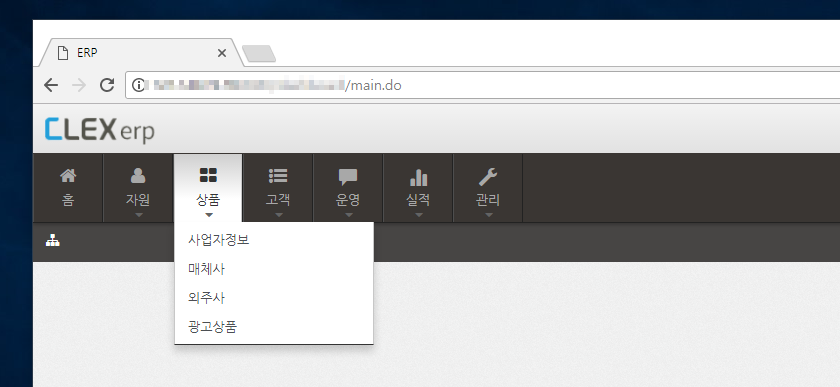 ERP
/main.do
CLEX erp
홈 자원 상품 고객 운영 실적 관리
사업자정보
매체사
외주사
광고상품